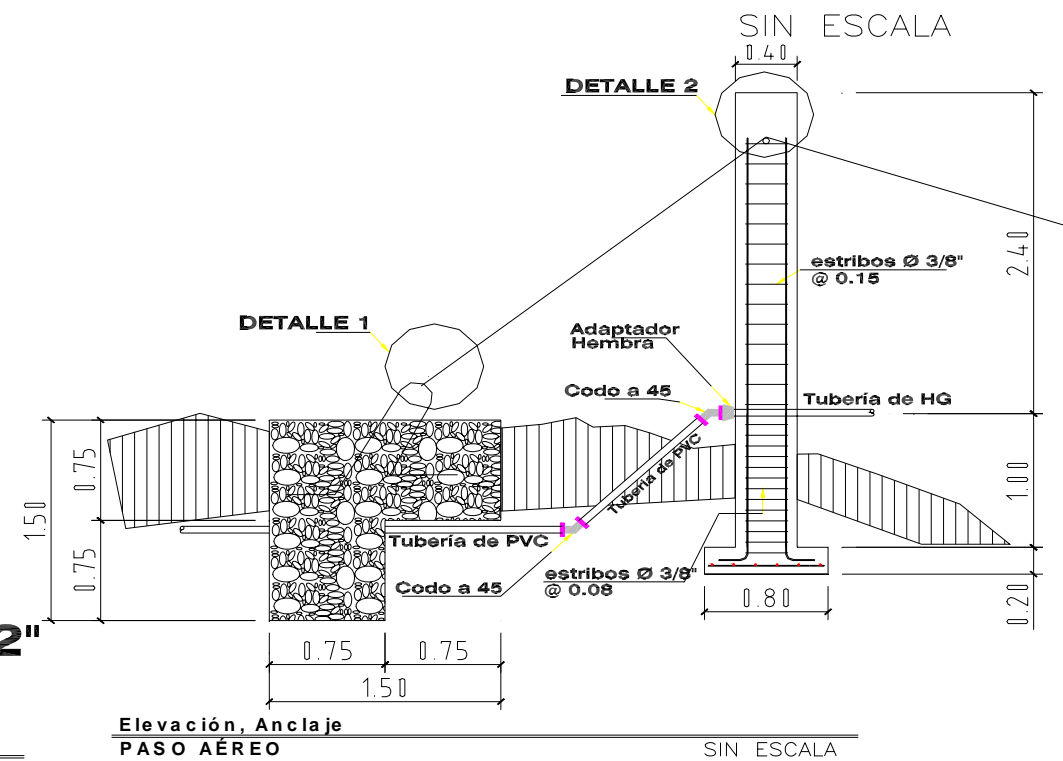 SIN ESCALA
0.40
DETALLE 2
2.40
estribos Ø 3/8"
@ 0.15
DETALLE 1
Adaptador
Hembra
Codo a 45
Tubería de HG
0.75
1.50
Tubería de PVC
1.00
0.75
Tubería de PVC
Codo a 45
estribos Ø 3/8"
@ 0.08
0.80
0.20
2"
0.75
0.75
1.50
Elevación, Anclaje
PASO AÉREO
SIN ESCALA